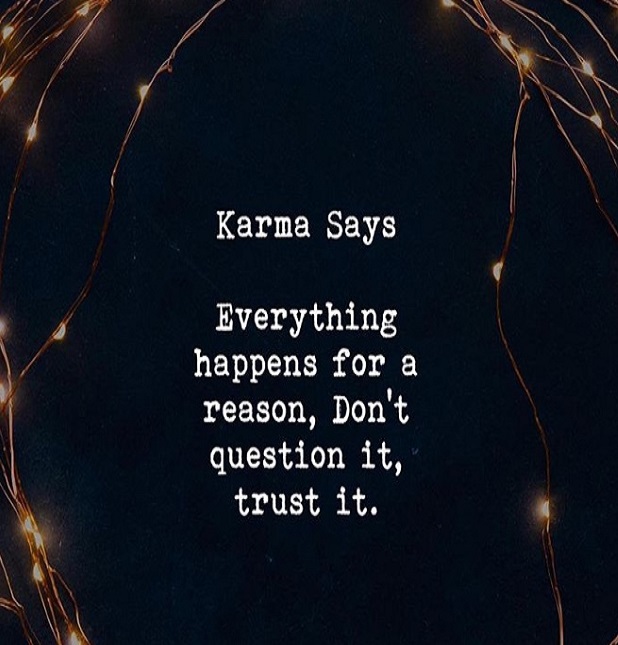 Karma Says
Everything
happens for a
reason, Don't
question it,
trust it.